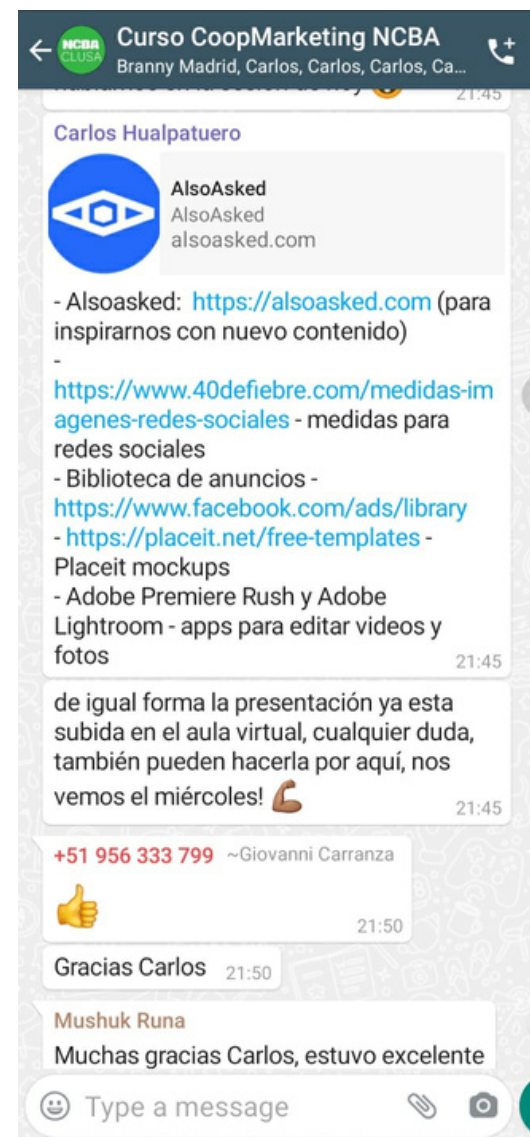 Curso CoopMarketing NCBA
NCBA
CLUSA
Branny Madrid, Carlos, Carlos, Carlos, Ca...
21:45
Carlos Hualpatuero
AlsoAsked
AlsoAsked
alsoasked.com
- Alsoasked: https://alsoasked.com (para
inspirarnos con nuevo contenido)
-
https://www.40defiebre.com/medidas-im
agenes-redes-sociales - medidas para
redes sociales
- Biblioteca de anuncios -
https://www.facebook.com/ads/library
- https://placeit.net/free-templates -
Placeit mockups
- Adobe Premiere Rush y Adobe
Lightroom - apps para editar videos y
fotos
21:45
de igual forma la presentación ya esta
subida en el aula virtual, cualquier duda,
también pueden hacerla por aquí, nos
vemos el miércoles! 💪🏽
21:45
+51 956 333 799 ~Giovanni Carranza
👍
21:50
Gracias Carlos 21:50
Mushuk Runa
Muchas gracias Carlos, estuvo excelente
Type a message